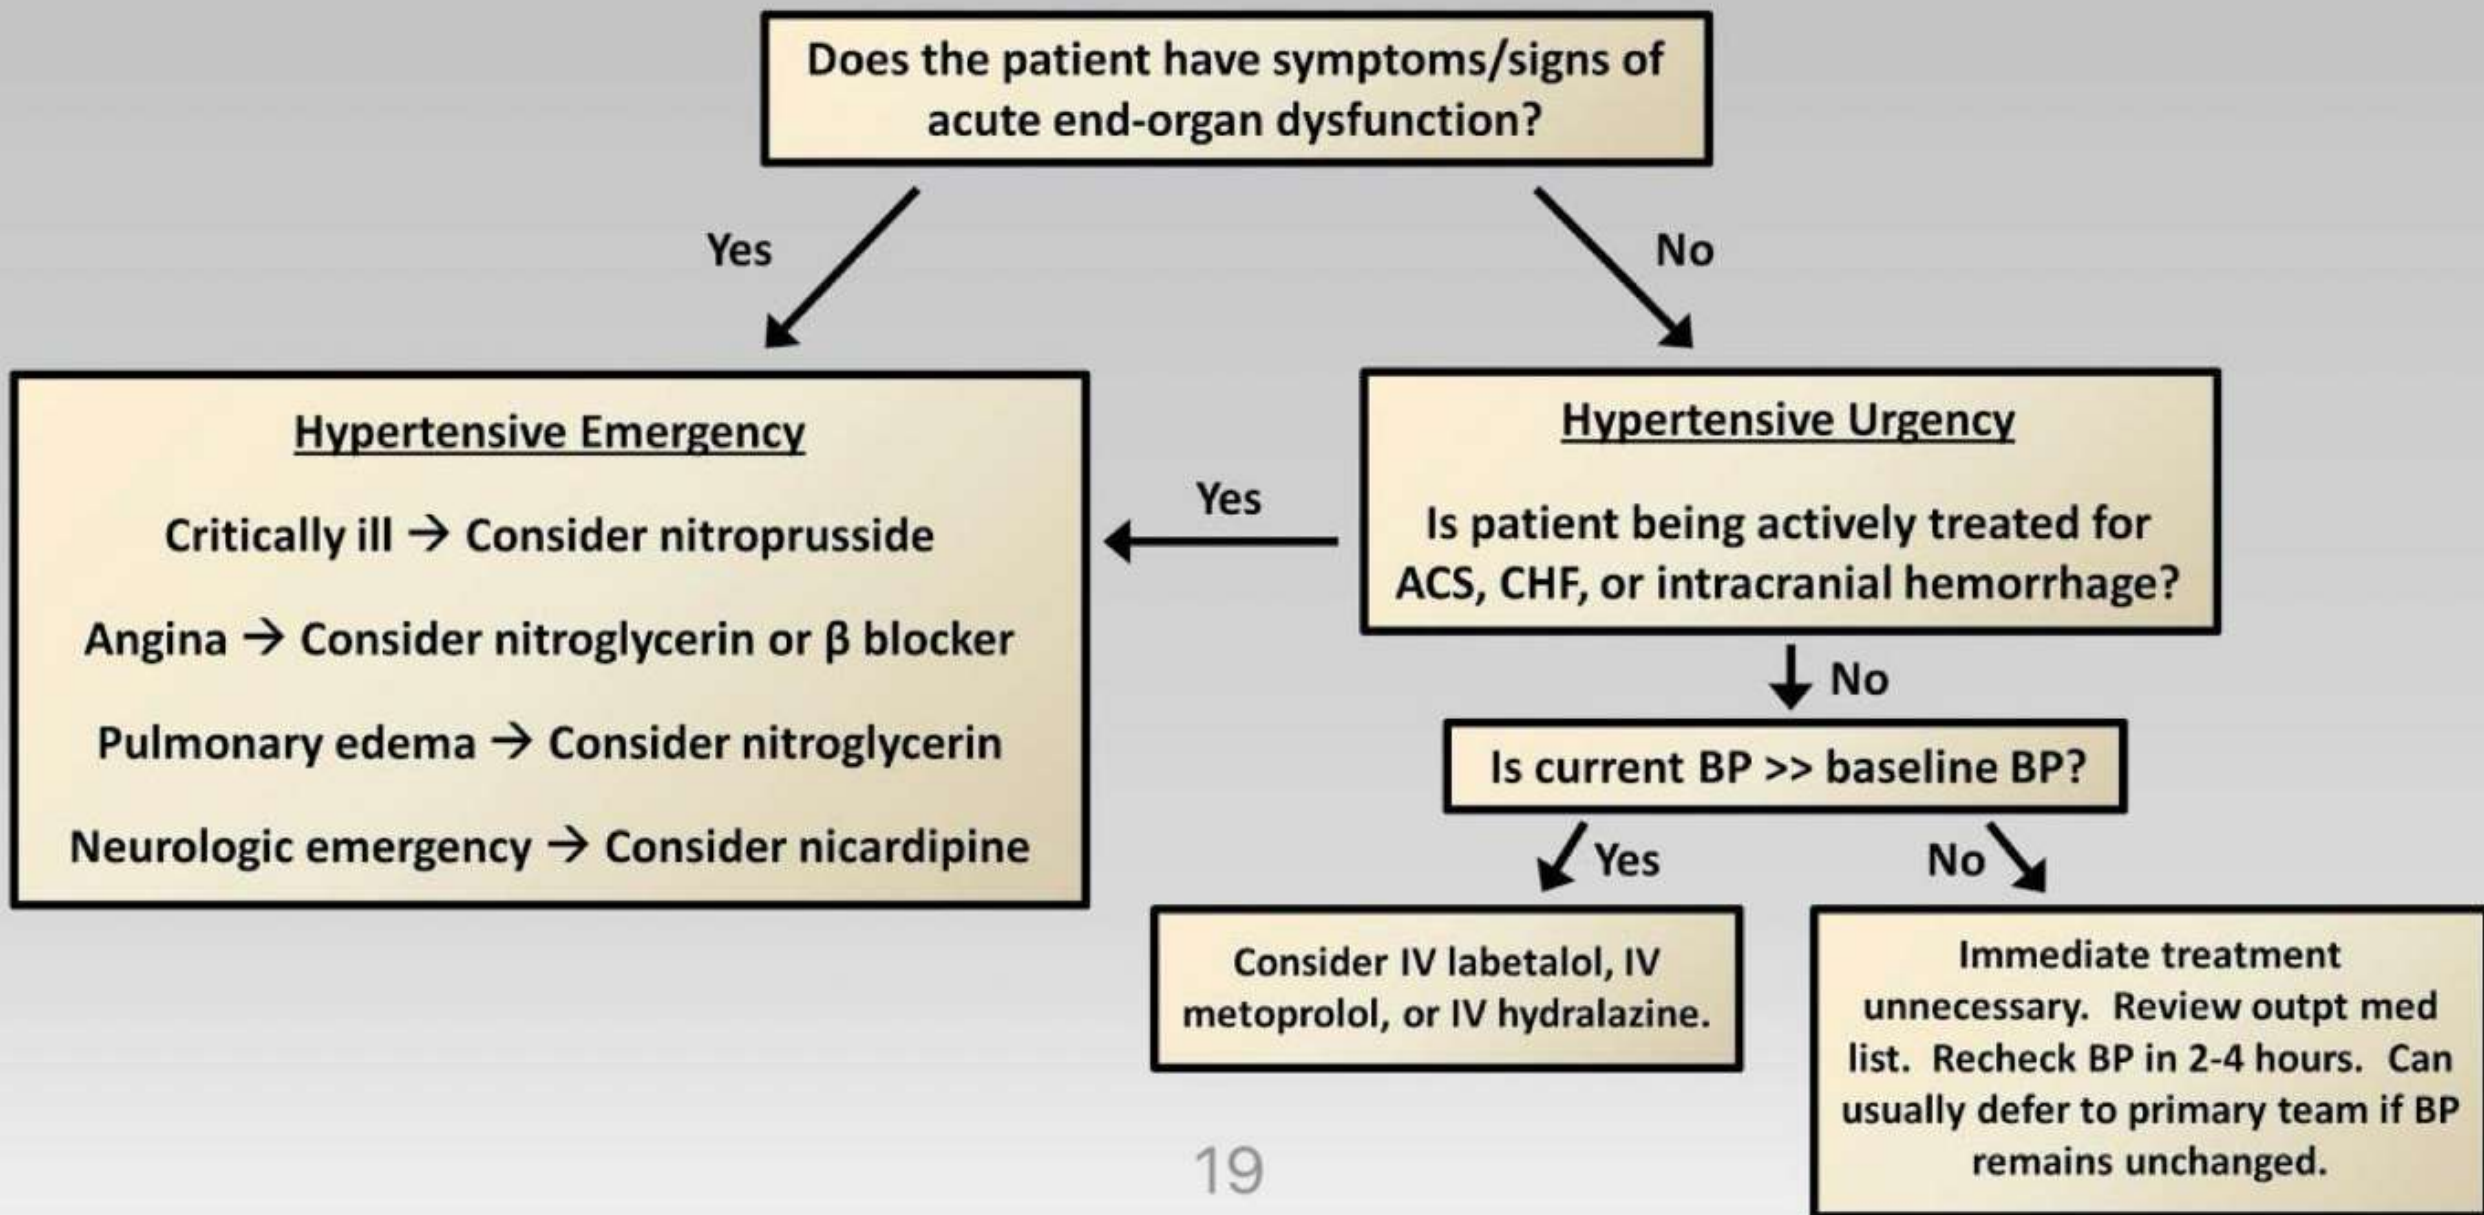 Does the patient have symptoms/signs of
acute end-organ dysfunction?
Yes
No
Hypertensive Emergency
Critically ill → Consider nitroprusside
Angina → Consider nitroglycerin or β blocker
Pulmonary edema → Consider nitroglycerin
Neurologic emergency → Consider nicardipine
Yes
Hypertensive Urgency
Is patient being actively treated for
ACS, CHF, or intracranial hemorrhage?
No
Is current BP >> baseline BP?
Yes
No
Consider IV labetalol, IV
metoprolol, or IV hydralazine.
Immediate treatment
unnecessary. Review outpt med
list. Recheck BP in 2-4 hours. Can
usually defer to primary team if BP
remains unchanged.
19